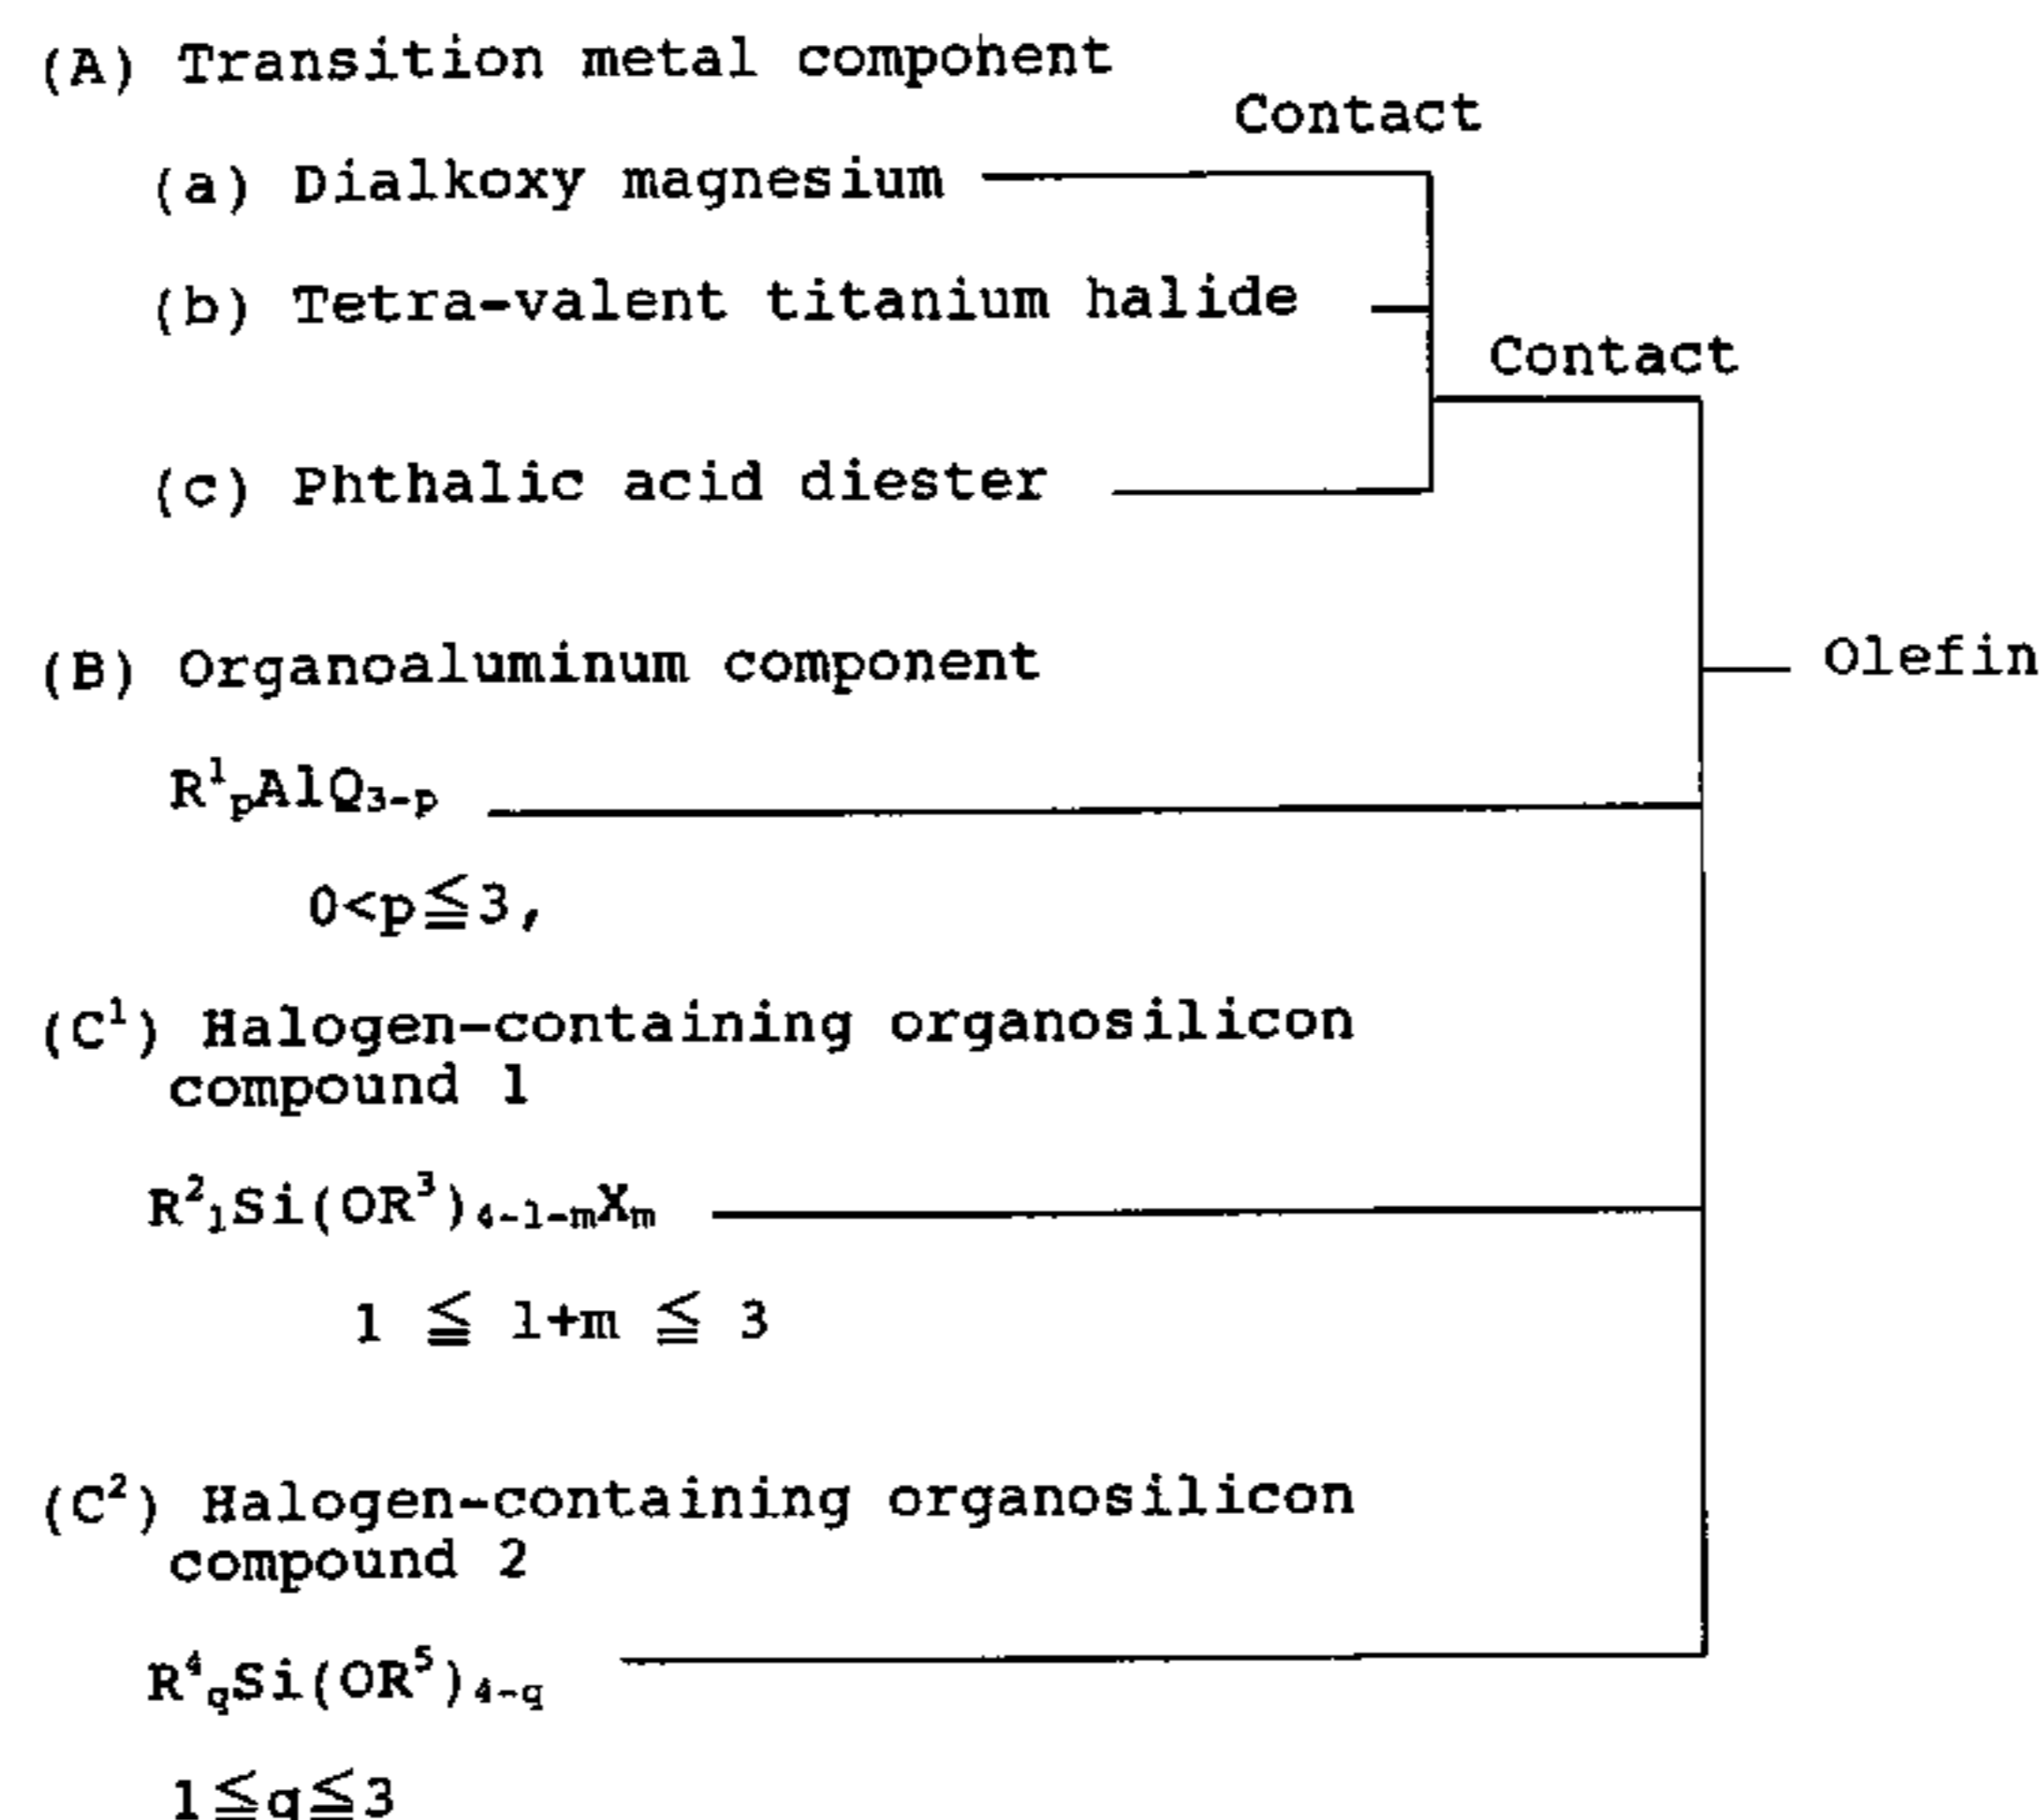 (A) Transition metal component
Contact
(a) Dialkoxy magnesium
(b) Tetra-valent titanium halide
Contact
(c) Phthalic acid diester
(B) Organoaluminum component
Olefin
R¹ₚAlQ₃₋ₚ
0<p≦3,
(C¹) Halogen-containing organosilicon
compound 1
R²ₗSi(OR³)₄₋ₗ₋ₘXₘ
1 ≦ l+m ≦ 3
(C²) Halogen-containing organosilicon
compound 2
R⁴qSi(OR⁵)₄₋q
1≦q≦3